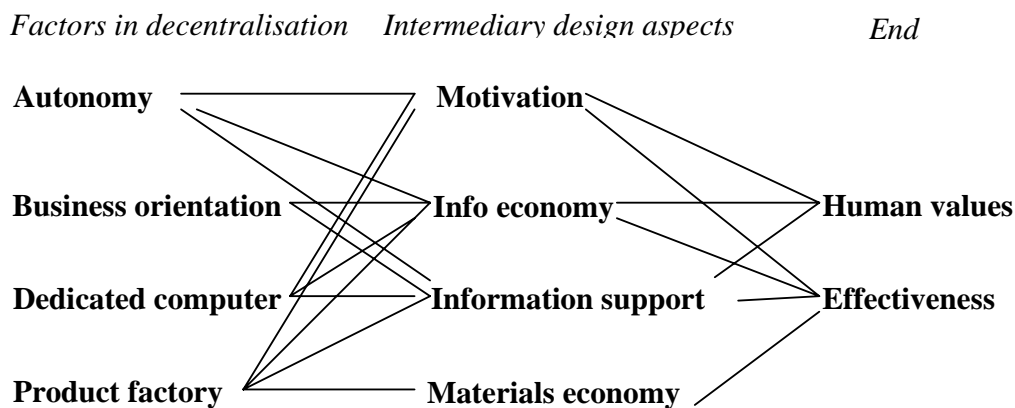 Factors in decentralisation Intermediary design aspects End
Autonomy Motivation
Business orientation Info economy Human values
Dedicated computer Information support Effectiveness
Product factory Materials economy